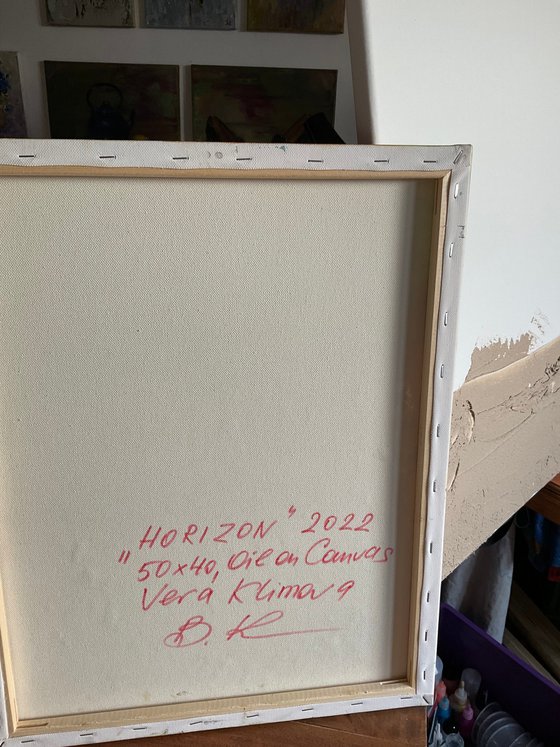 "HORIZON" 2022
50x40, Oil on Canvas
Vera Klimova
В. К